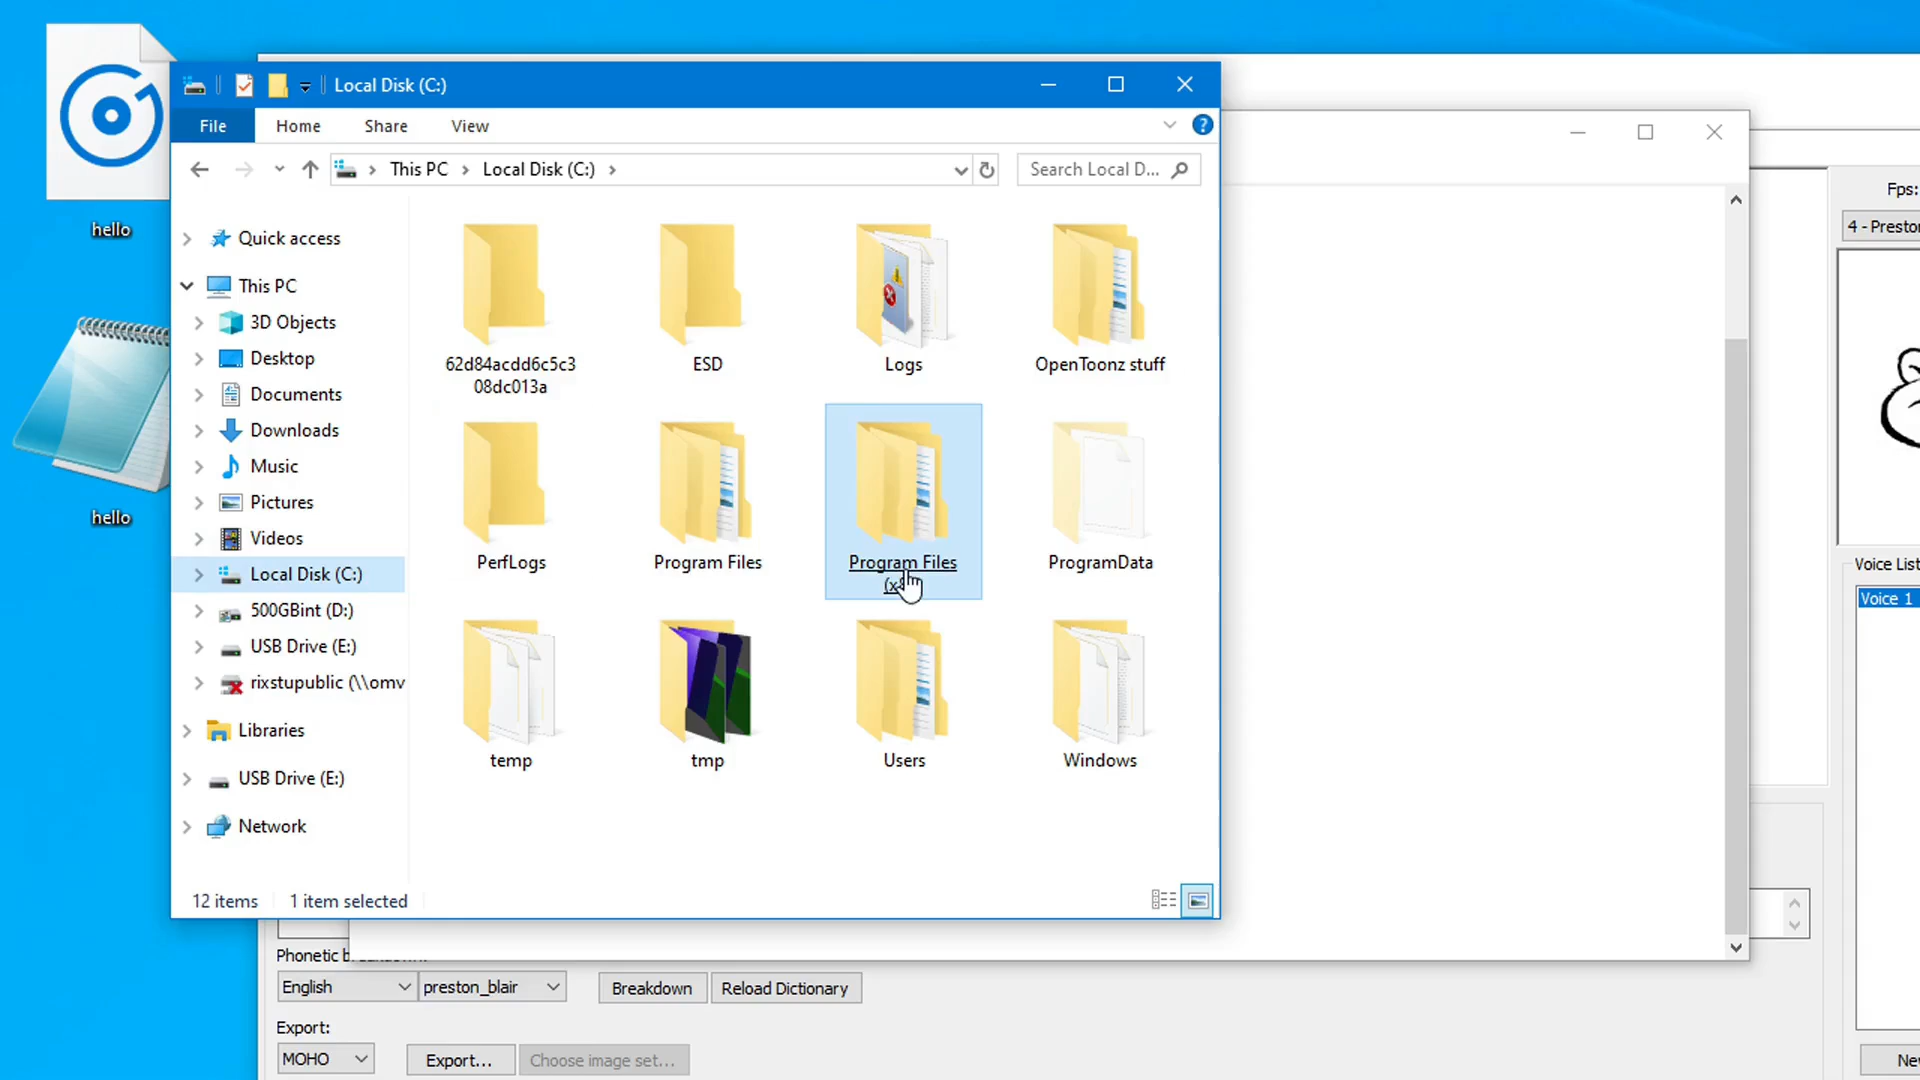 hello
hello
Local Disk (C:)
File Home Share View
This PC Local Disk (C:)
Search Local D...
Quick access
This PC
3D Objects
Desktop
Documents
Downloads
Music
Pictures
Videos
Local Disk (C:)
500GBint (D:)
USB Drive (E:)
rixstupublic (\\omv
Libraries
USB Drive (E:)
Network
62d84acdd6c5c3
08dc013a
ESD
Logs
OpenToonz stuff
PerfLogs
Program Files
Program Files
ProgramData
temp
tmp
Users
Windows
12 items 1 item selected
Fps:
4 - Presto
Voice List
Voice 1
Phonetic
English preston_blair Breakdown Reload Dictionary
Export:
MOHO Export... Choose image set...
Ne